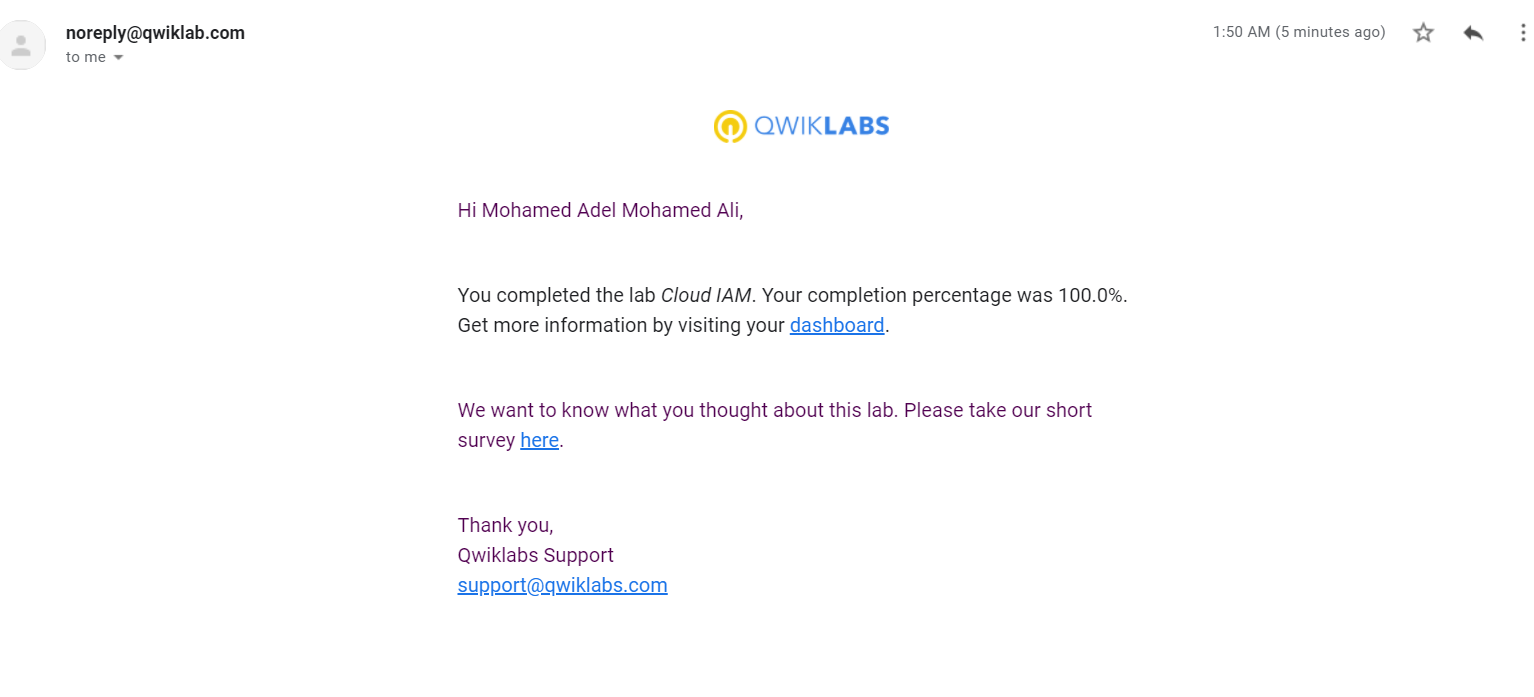 noreply@qwiklab.com
1:50 AM (5 minutes ago)
to me
QWIKLABS
Hi Mohamed Adel Mohamed Ali,
You completed the lab Cloud IAM. Your completion percentage was 100.0%.
Get more information by visiting your dashboard.
We want to know what you thought about this lab. Please take our short
survey here.
Thank you,
Qwiklabs Support
support@qwiklabs.com